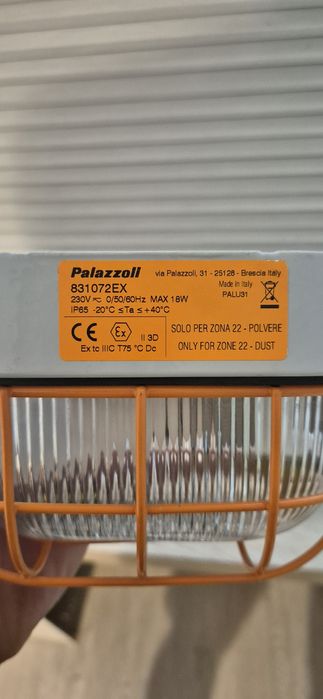 Palazzoli via Palazzoli, 31 - 25128 - Brescia Italy
831072EX Made in Italy
230V ⎓ 0/50/60Hz MAX 18W PALU31
IP65 -20°C ≤Ta ≤+40°C
CE Ex II 3D SOLO PER ZONA 22 - POLVERE
Ex tc IIIC T75 °C Dc ONLY FOR ZONE 22 - DUST